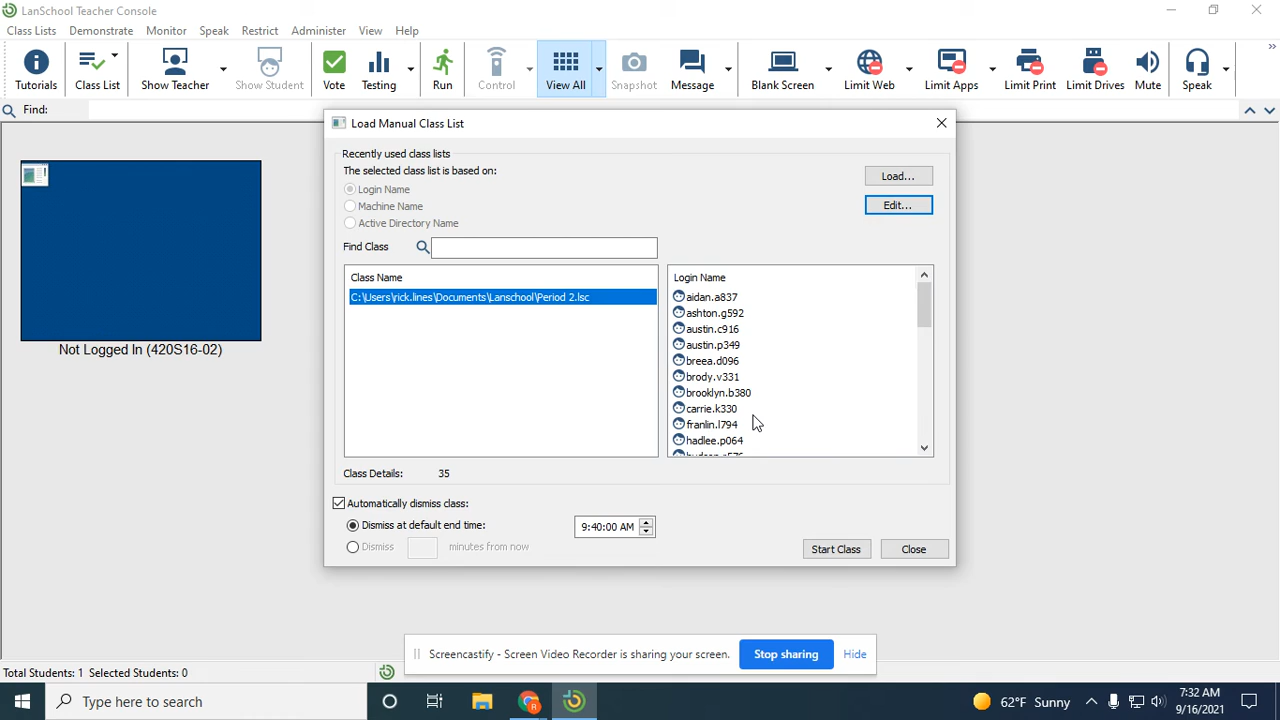 LanSchool Teacher Console
Class Lists Demonstrate Monitor Speak Restrict Administer View Help
Tutorials Class List Show Teacher Show Student Vote Testing Run Control View All Snapshot Message Blank Screen Limit Web Limit Apps Limit Print Limit Drives Mute Speak
Find:
Load Manual Class List
Recently used class lists
The selected class list is based on:
Load...
Login Name
Machine Name
Edit...
Active Directory Name
Find Class
Class Name
C:\Users\rick.lines\Documents\Lanschool\Period 2.lsc
Login Name
aidan.a837
ashton.g592
austin.c916
austin.p349
breea.d096
brody.v331
brooklyn.b380
carrie.k330
franlin.l794
hadlee.p064
Not Logged In (420S16-02)
Class Details: 35
Automatically dismiss class:
Dismiss at default end time: 9:40:00 AM
Dismiss minutes from now
Start Class Close
Screencastify - Screen Video Recorder is sharing your screen. Stop sharing Hide
Total Students: 1 Selected Students: 0
Type here to search
62°F Sunny
7:32 AM
9/16/2021